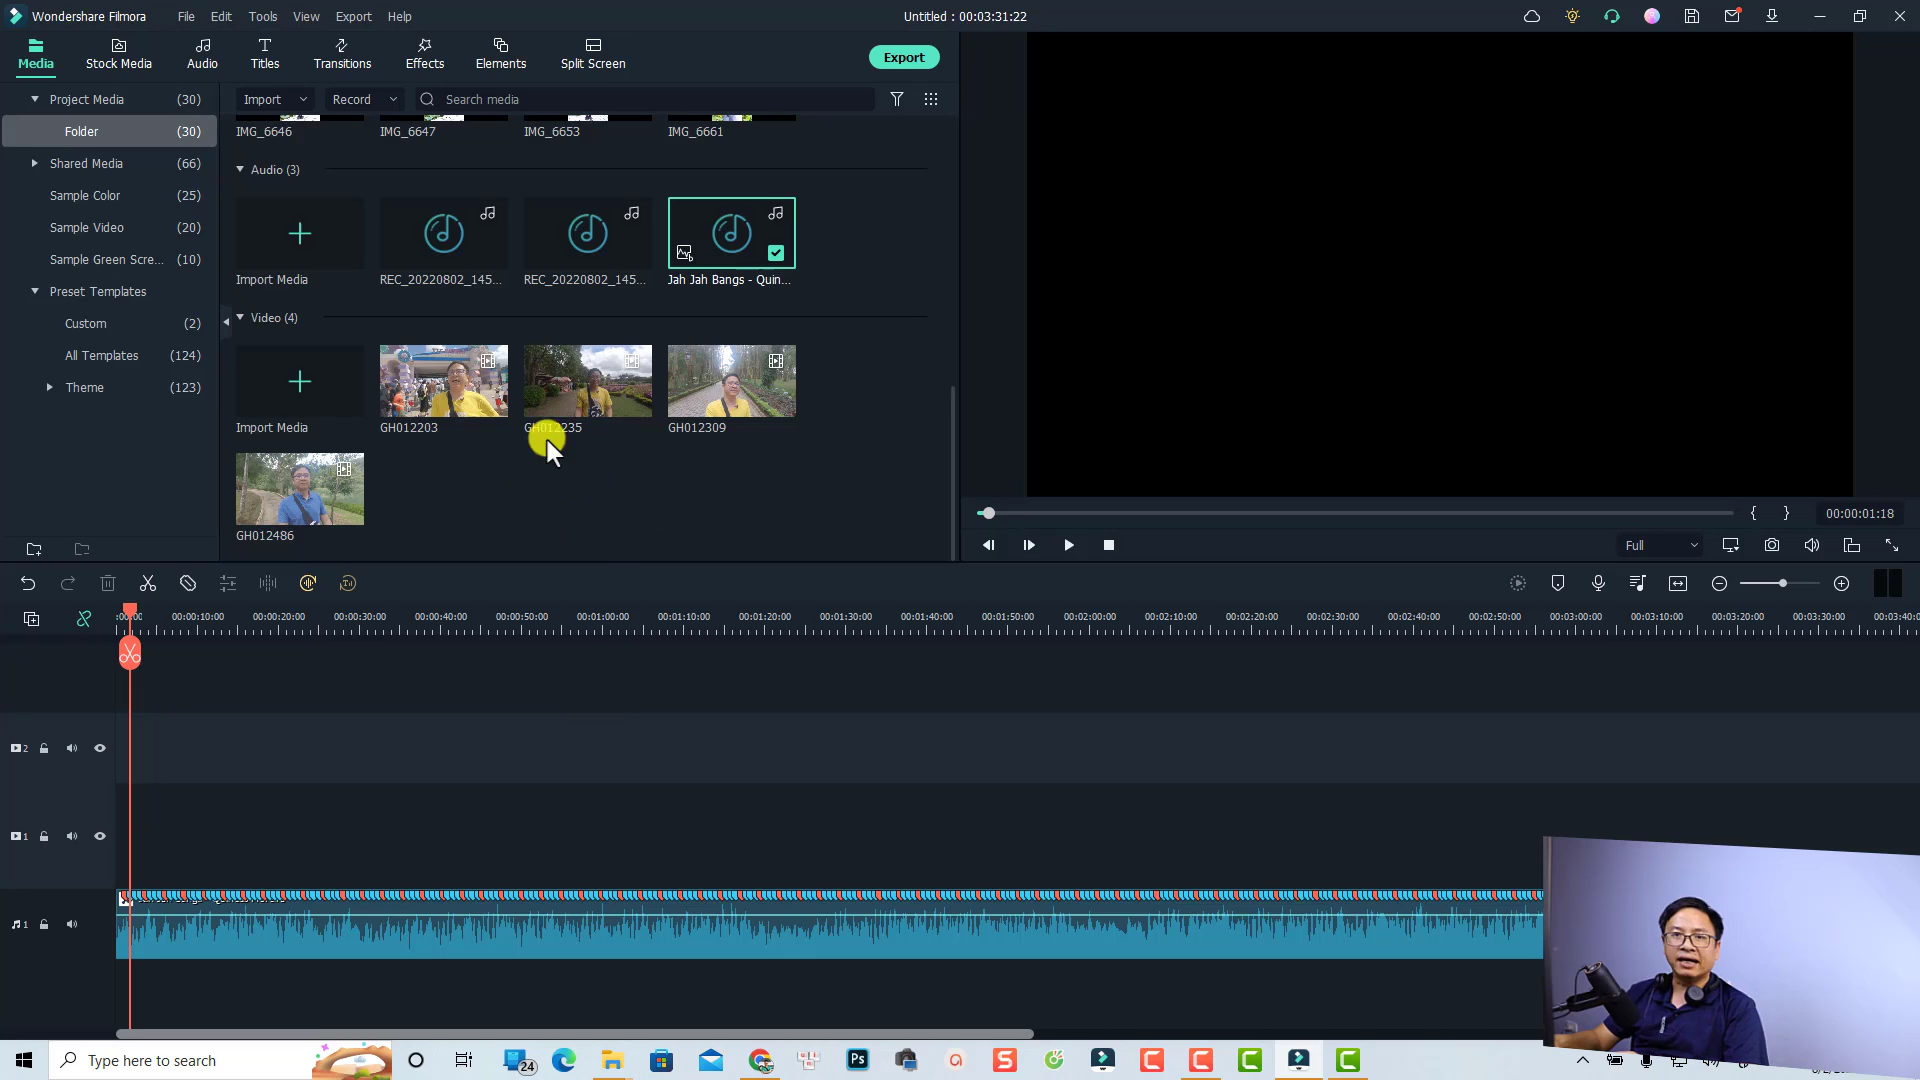 Wondershare Filmora File Edit Tools View Export Help Untitled : 00:03:31:22
Media Stock Media Audio Titles Transitions Effects Elements Split Screen Export
Project Media (30) Import Record Search media
Folder (30) IMG_6646 IMG_6647 IMG_6653 IMG_6661
Shared Media (66) Audio (3)
Sample Color (25)
Sample Video (20)
Sample Green Scre... (10)
Import Media REC_20220802_145... REC_20220802_145... Jah Jah Bangs - Quin...
Preset Templates
Custom (2) Video (4)
All Templates (124)
Theme (123)
Import Media GH012203 GH012235 GH012309
GH012486
{ } 00:00:01:18
Full
00:00:10:00 00:00:20:00 00:00:30:00 00:00:40:00 00:00:50:00 00:01:00:00 00:01:10:00 00:01:20:00 00:01:30:00 00:01:40:00 00:01:50:00 00:02:00:00 00:02:10:00 00:02:20:00 00:02:30:00 00:02:40:00 00:02:50:00 00:03:00:00 00:03:10:00 00:03:20:00 00:03:30:00 00:03:40:0
2
1
1
Type here to search 24 Ps